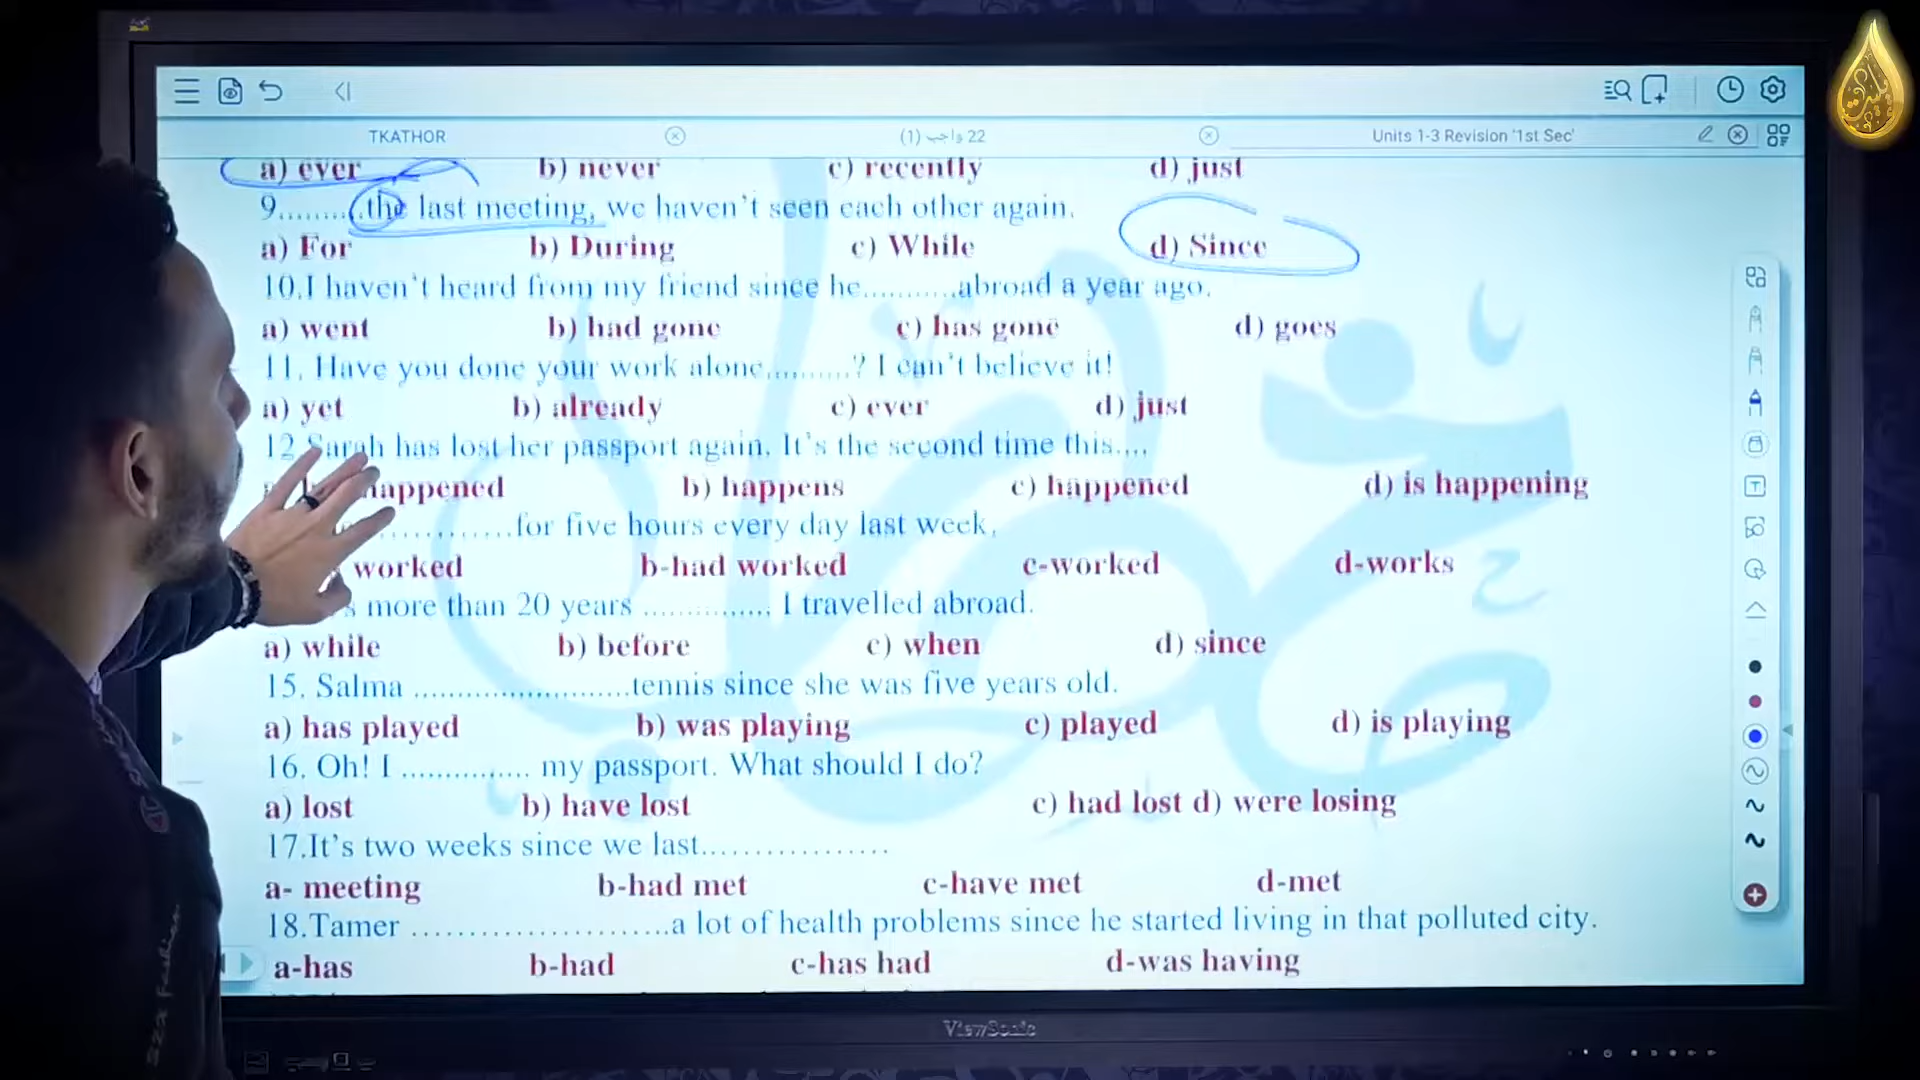 TKATHOR
22 واجب (1)
Units 1-3 Revision '1st Sec'
a) ever b) never c) recently d) just
9..........the last meeting, we haven't seen each other again.
a) For b) During c) While d) Since
10.I haven't heard from my friend since he...........abroad a year ago.
a) went b) had gone c) has gone d) goes
11. Have you done your work alone..........? I can't believe it!
a) yet b) already c) ever d) just
12.Sarah has lost her passport again. It's the second time this....
happened b) happens c) happened d) is happening
.............for five hours every day last week.
worked b-had worked c-worked d-works
s more than 20 years .............. I travelled abroad.
a) while b) before c) when d) since
15. Salma ........................tennis since she was five years old.
a) has played b) was playing c) played d) is playing
16. Oh! I .............. my passport. What should I do?
a) lost b) have lost c) had lost d) were losing
17.It's two weeks since we last.................
a- meeting b-had met c-have met d-met
18.Tamer .......................a lot of health problems since he started living in that polluted city.
a-has b-had c-has had d-was having
ViewSonic